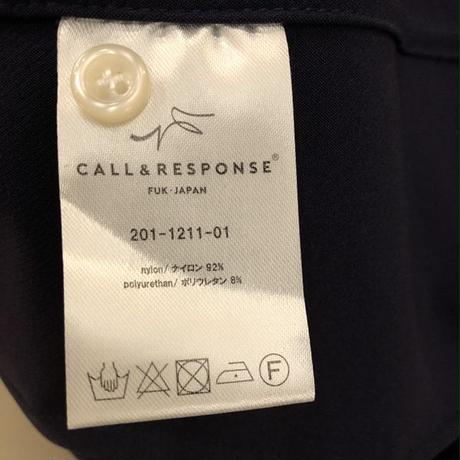 CALL & RESPONSE®
FUK·JAPAN
201-1211-01
nylon/ナイロン 92%
polyurethan/ポリウレタン 8%
F